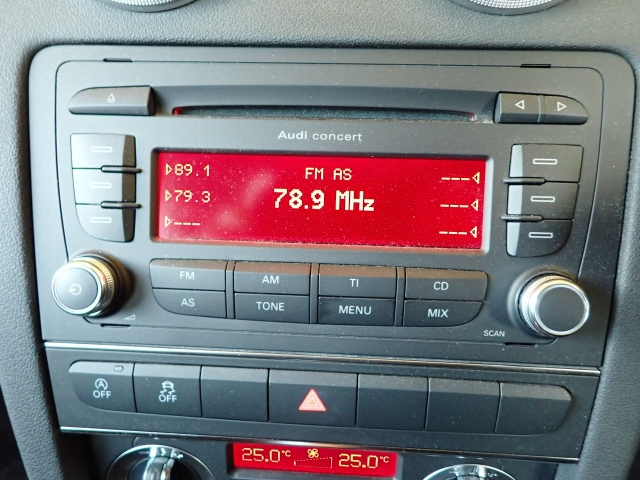 Audi concert
89.1 FM AS ---
79.3 78.9 MHz ---
--- ---
FM AM TI CD
AS TONE MENU MIX
SCAN
A OFF OFF
25.0°C 25.0°C